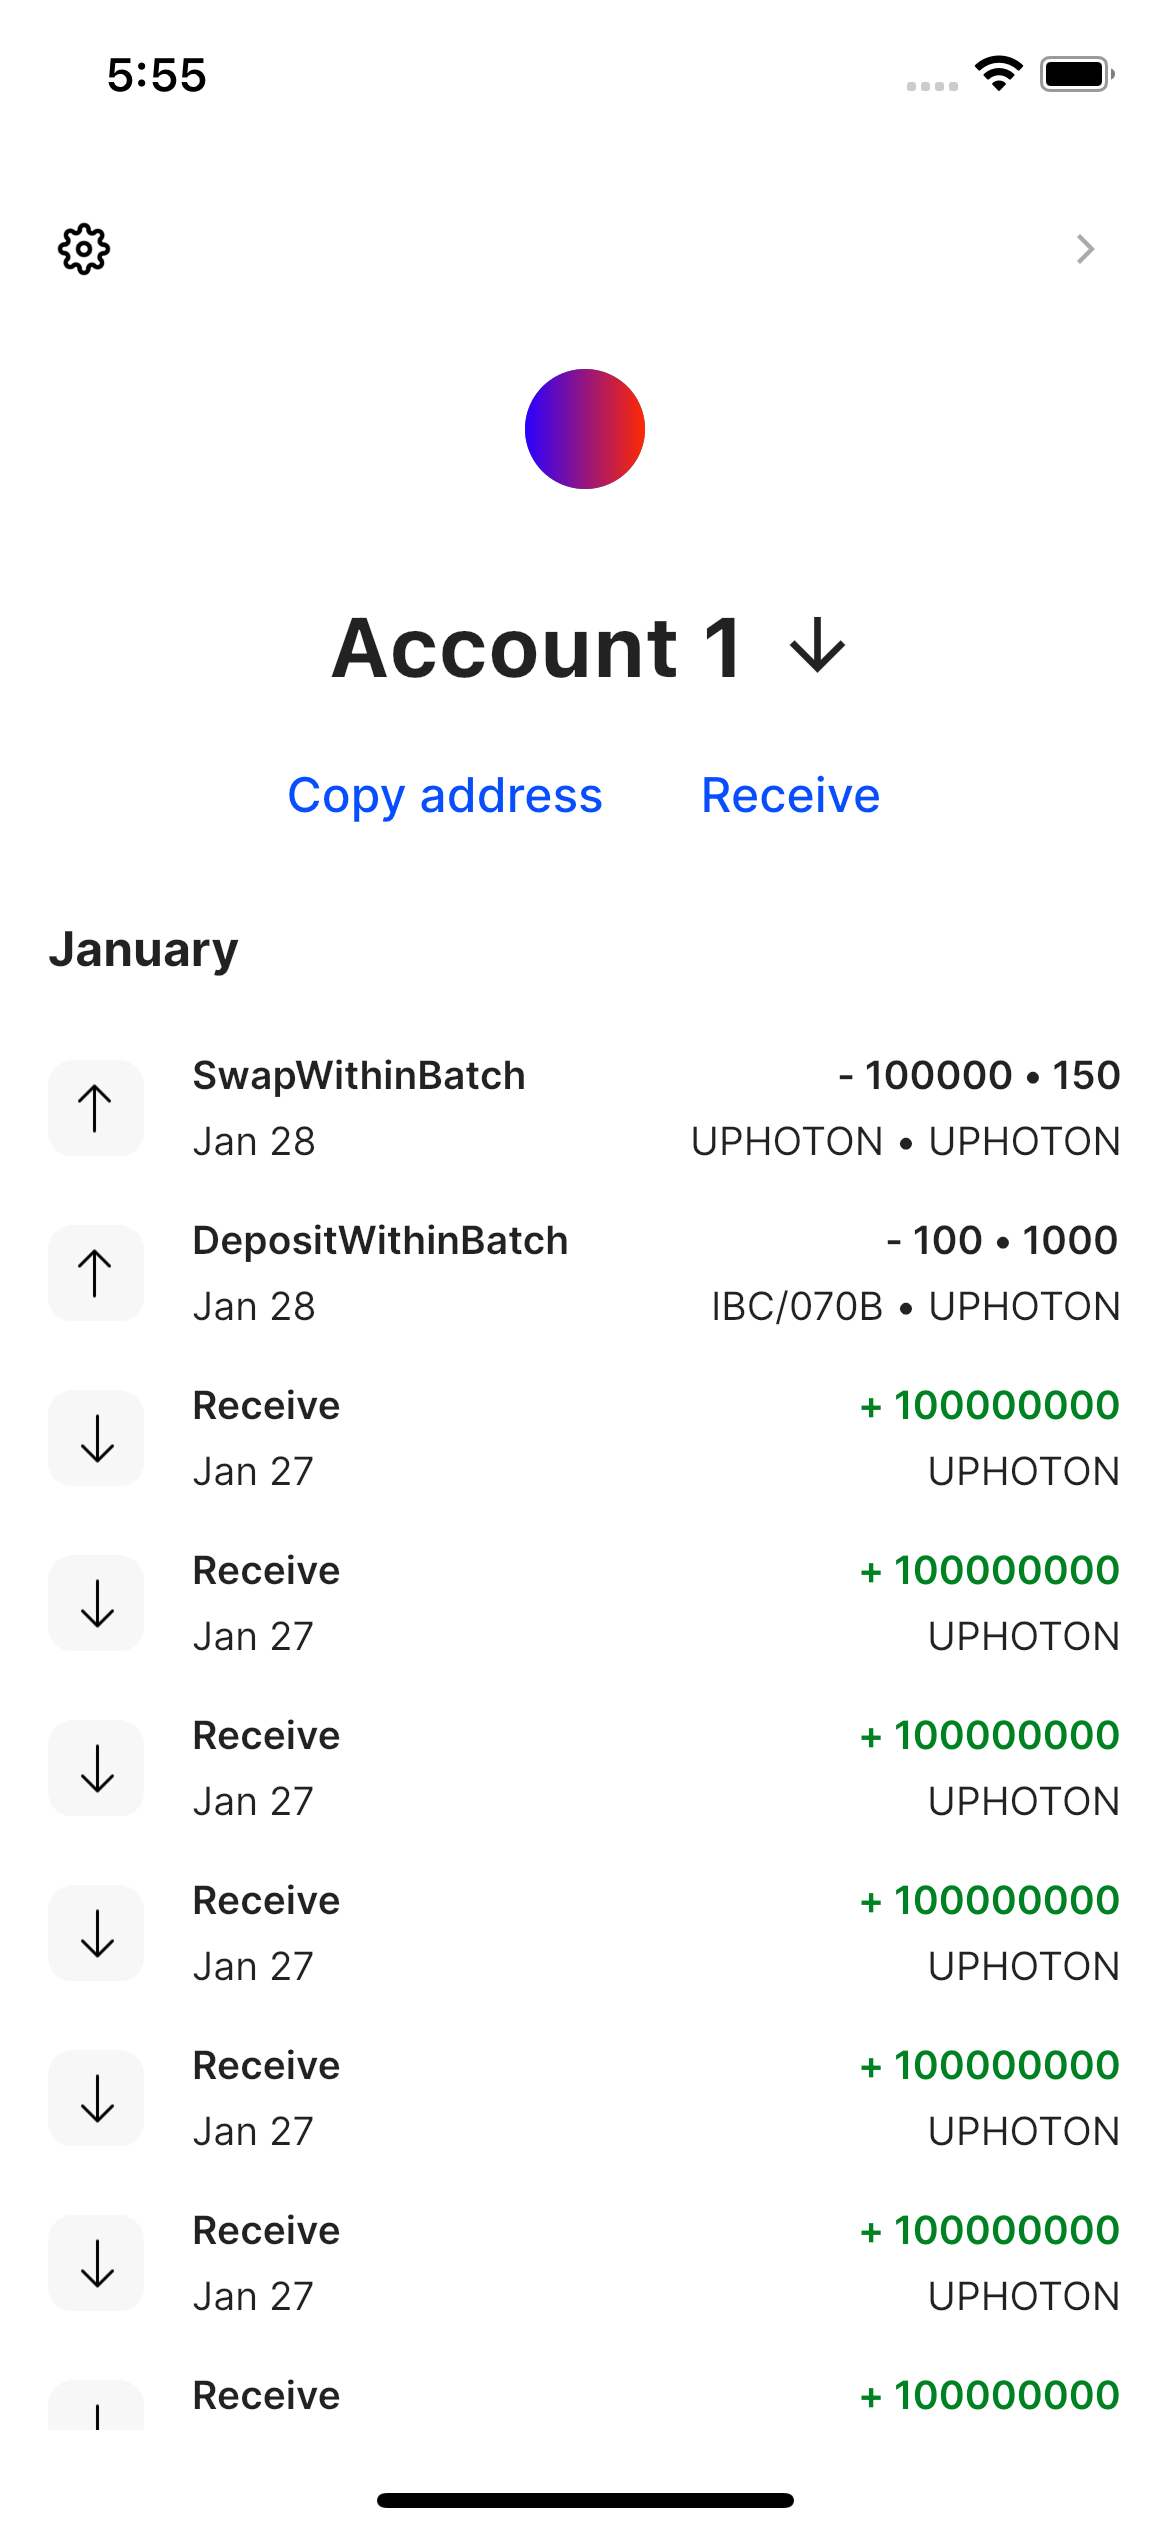 5:55
Account 1
Copy address Receive
January
SwapWithinBatch - 100000 • 150
Jan 28 UPHOTON • UPHOTON
DepositWithinBatch - 100 • 1000
Jan 28 IBC/070B • UPHOTON
Receive + 100000000
Jan 27 UPHOTON
Receive + 100000000
Jan 27 UPHOTON
Receive + 100000000
Jan 27 UPHOTON
Receive + 100000000
Jan 27 UPHOTON
Receive + 100000000
Jan 27 UPHOTON
Receive + 100000000
Jan 27 UPHOTON
Receive + 100000000